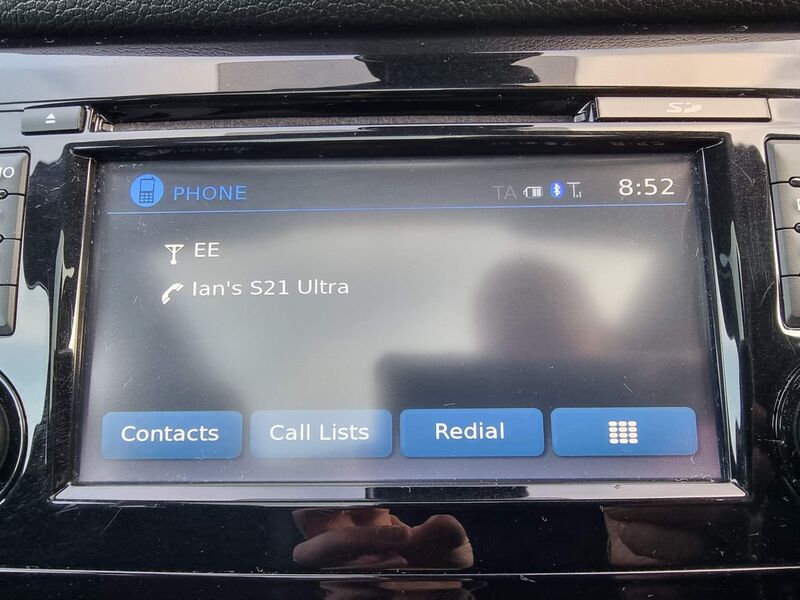 SD
PHONE TA 8:52
EE
Ian's S21 Ultra
Contacts Call Lists Redial